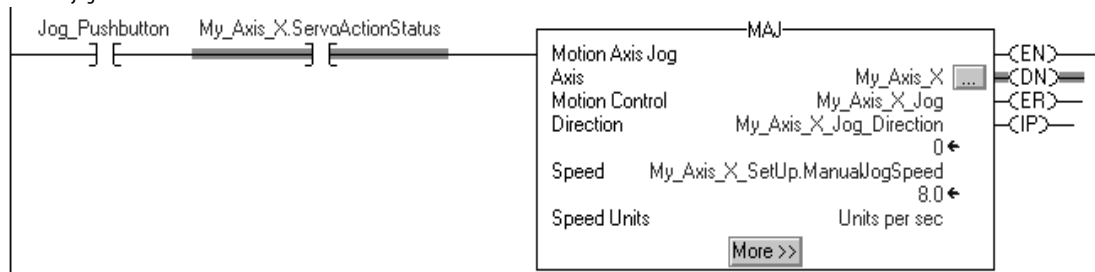 Jog_Pushbutton My_Axis_X.ServoActionStatus
MAJ
Motion Axis Jog
(EN)
Axis My_Axis_X ... (DN)
Motion Control My_Axis_X_Jog (ER)
Direction My_Axis_X_Jog_Direction (IP)
0
Speed My_Axis_X_SetUp.ManualJogSpeed
8.0
Speed Units Units per sec
More >>